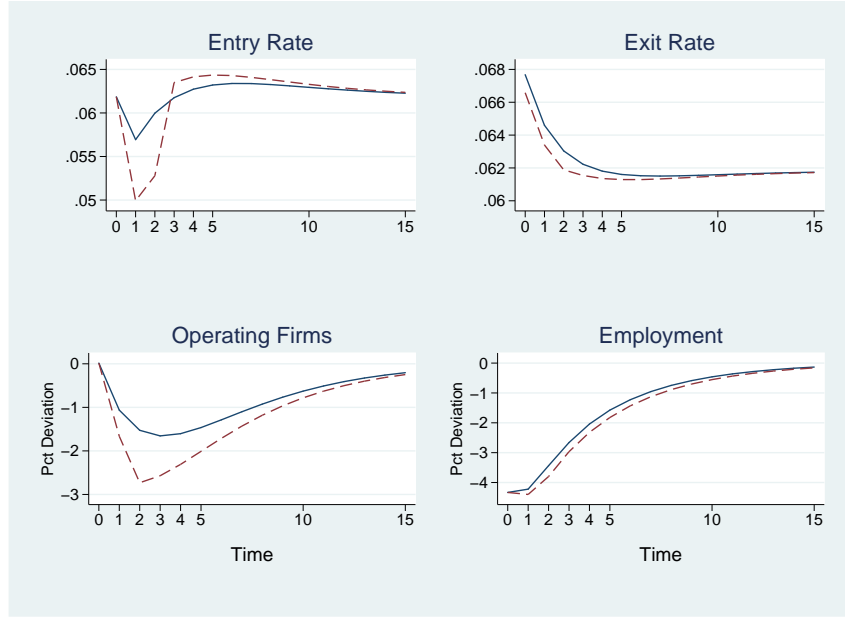 Entry Rate
.065
.06
.055
.05
0 1 2 3 4 5 10 15
Exit Rate
.068
.066
.064
.062
.06
0 1 2 3 4 5 10 15
Operating Firms
Pct Deviation
0
−1
−2
−3
0 1 2 3 4 5 10 15
Time
Employment
Pct Deviation
0
−1
−2
−3
−4
0 1 2 3 4 5 10 15
Time